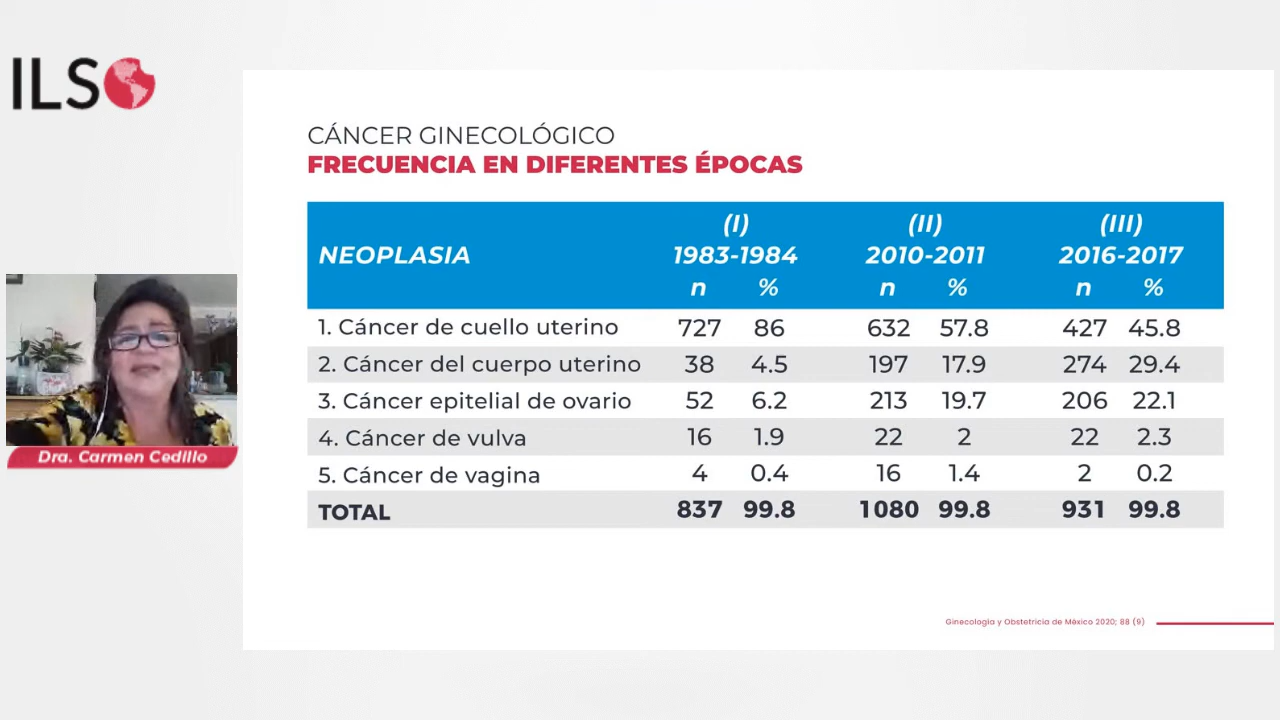 ILSO
CÁNCER GINECOLÓGICO
FRECUENCIA EN DIFERENTES ÉPOCAS
(I) (II) (III)
NEOPLASIA 1983-1984 2010-2011 2016-2017
n % n % n %
1. Cáncer de cuello uterino 727 86 632 57.8 427 45.8
2. Cáncer del cuerpo uterino 38 4.5 197 17.9 274 29.4
3. Cáncer epitelial de ovario 52 6.2 213 19.7 206 22.1
4. Cáncer de vulva 16 1.9 22 2 22 2.3
5. Cáncer de vagina 4 0.4 16 1.4 2 0.2
TOTAL 837 99.8 1080 99.8 931 99.8
Dra. Carmen Cedillo
Ginecología y Obstetricia de México 2020; 88 (9)